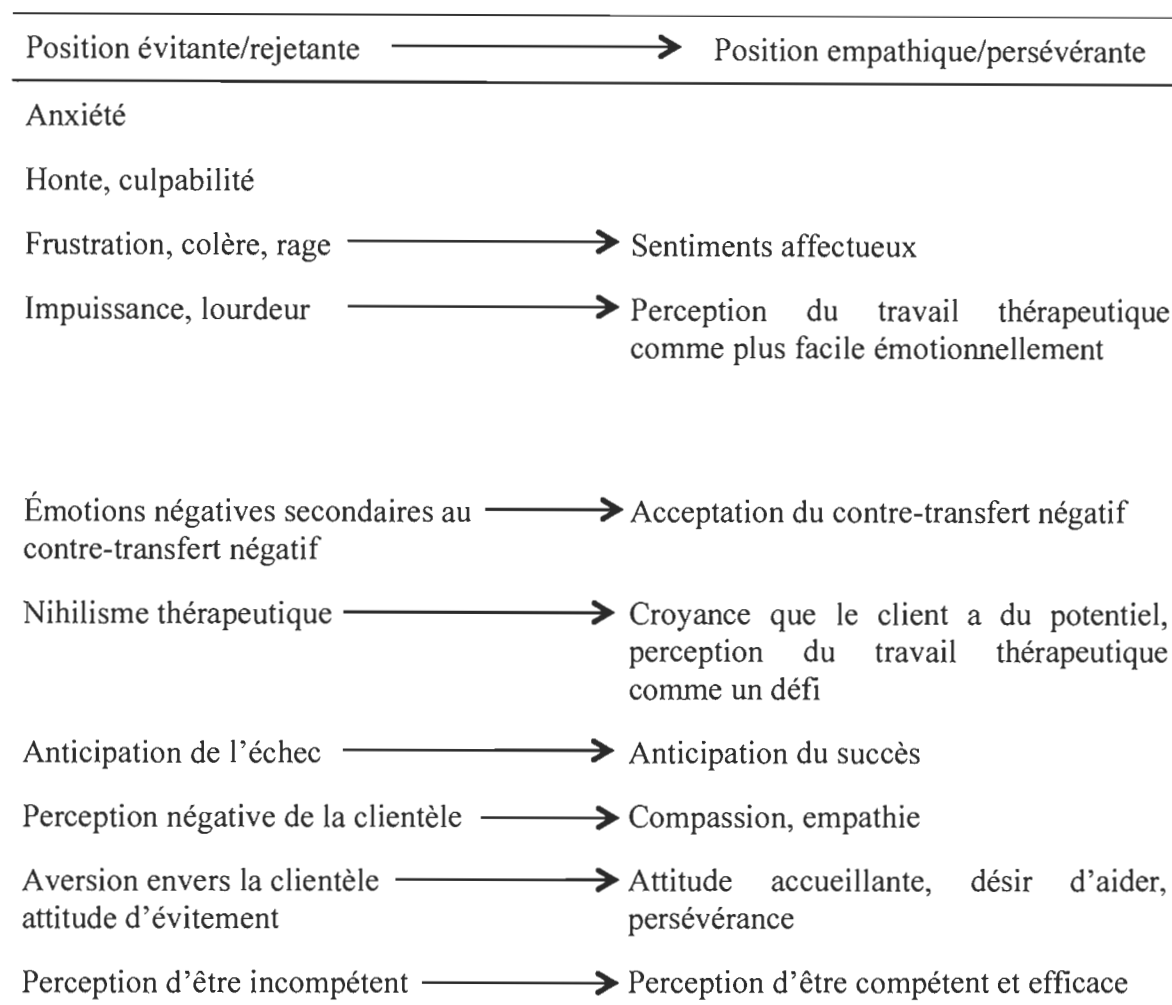 Position évitante/rejetante → Position empathique/persévérante
Anxiété
Honte, culpabilité
Frustration, colère, rage → Sentiments affectueux
Impuissance, lourdeur → Perception du travail thérapeutique
comme plus facile émotionnellement
Émotions négatives secondaires au → Acceptation du contre-transfert négatif
contre-transfert négatif
Nihilisme thérapeutique → Croyance que le client a du potentiel,
perception du travail thérapeutique
comme un défi
Anticipation de l'échec → Anticipation du succès
Perception négative de la clientèle → Compassion, empathie
Aversion envers la clientèle → Attitude accueillante, désir d'aider,
attitude d'évitement persévérance
Perception d'être incompétent → Perception d'être compétent et efficace